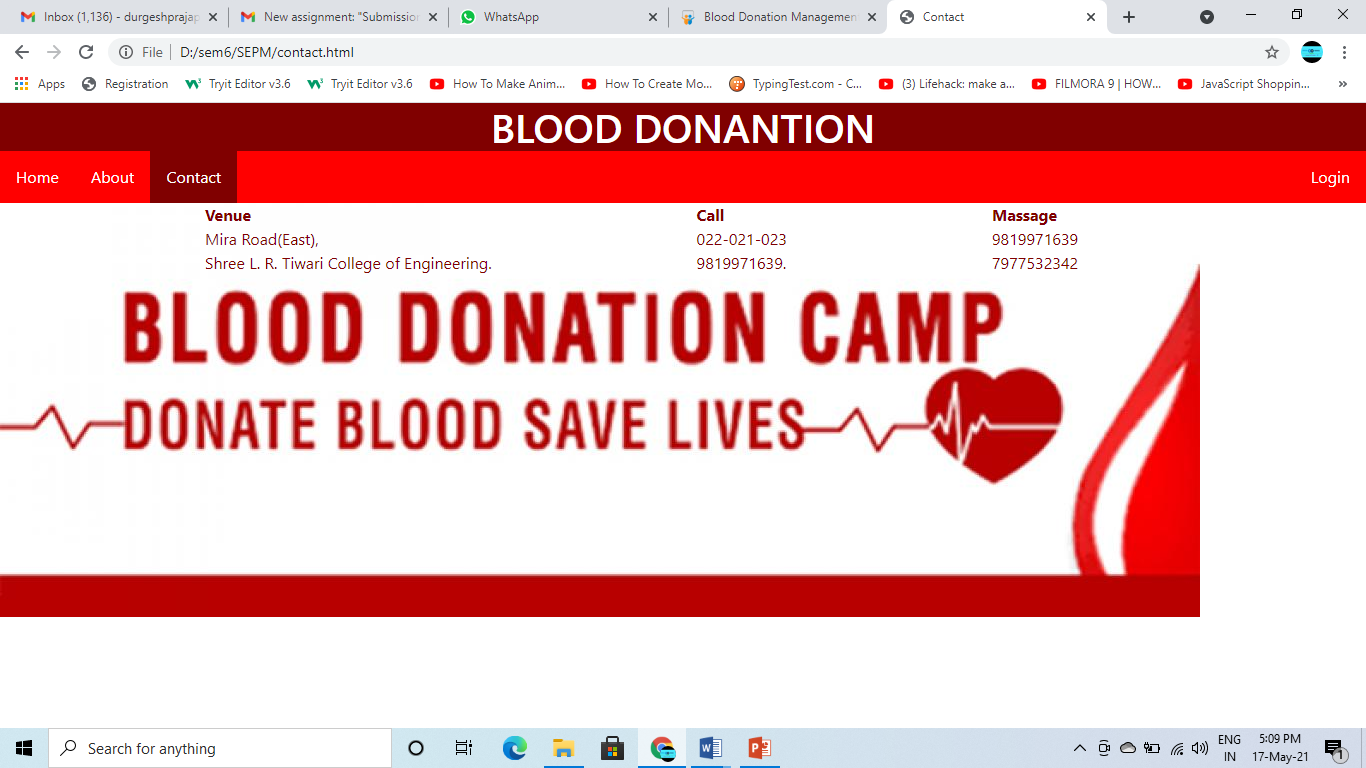 Inbox (1,136) - durgeshprajap
New assignment: "Submission
WhatsApp
Blood Donation Management
Contact
File D:/sem6/SEPM/contact.html
Apps Registration Tryit Editor v3.6 Tryit Editor v3.6 How To Make Anim... How To Create Mo... TypingTest.com - C... (3) Lifehack: make a... FILMORA 9 | HOW... JavaScript Shoppin... »
BLOOD DONANTION
Home About Contact Login
Venue Call Massage
Mira Road(East), 022-021-023 9819971639
Shree L. R. Tiwari College of Engineering. 9819971639. 7977532342
BLOOD DONATION CAMP
DONATE BLOOD SAVE LIVES
Search for anything
ENG 5:09 PM
IN 17-May-21
1